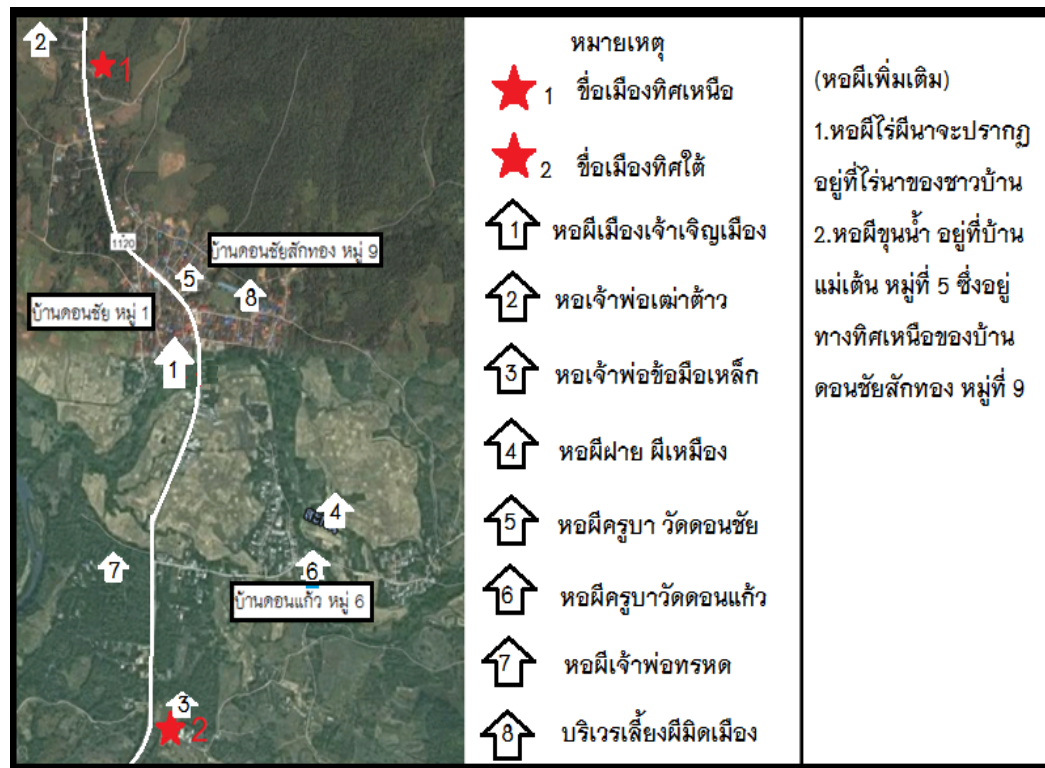 2
1
1120
บ้านดอนชัยสักทอง หมู่ 9
5
8
บ้านดอนชัย หมู่ 1
1
4
7
6
บ้านดอนแก้ว หมู่ 6
3
2
หมายเหตุ
1 ขื่อเมืองทิศเหนือ
2 ขื่อเมืองทิศใต้
1 หอผีเมืองเจ้าเจิญเมือง
2 หอเจ้าพ่อเฒ่าต้าว
3 หอเจ้าพ่อข้อมือเหล็ก
4 หอผีฝาย ผีเหมือง
5 หอผีครูบา วัดดอนชัย
6 หอผีครูบาวัดดอนแก้ว
7 หอผีเจ้าพ่อทรหด
8 บริเวรเลี้ยงผีมิดเมือง
(หอผีเพิ่มเติม)
1.หอผีไร่ผีนาจะปรากฏ
อยู่ที่ไร่นาของชาวบ้าน
2.หอผีขุนน้ำ อยู่ที่บ้าน
แม่เต้น หมู่ที่ 5 ซึ่งอยู่
ทางทิศเหนือของบ้าน
ดอนชัยสักทอง หมู่ที่ 9